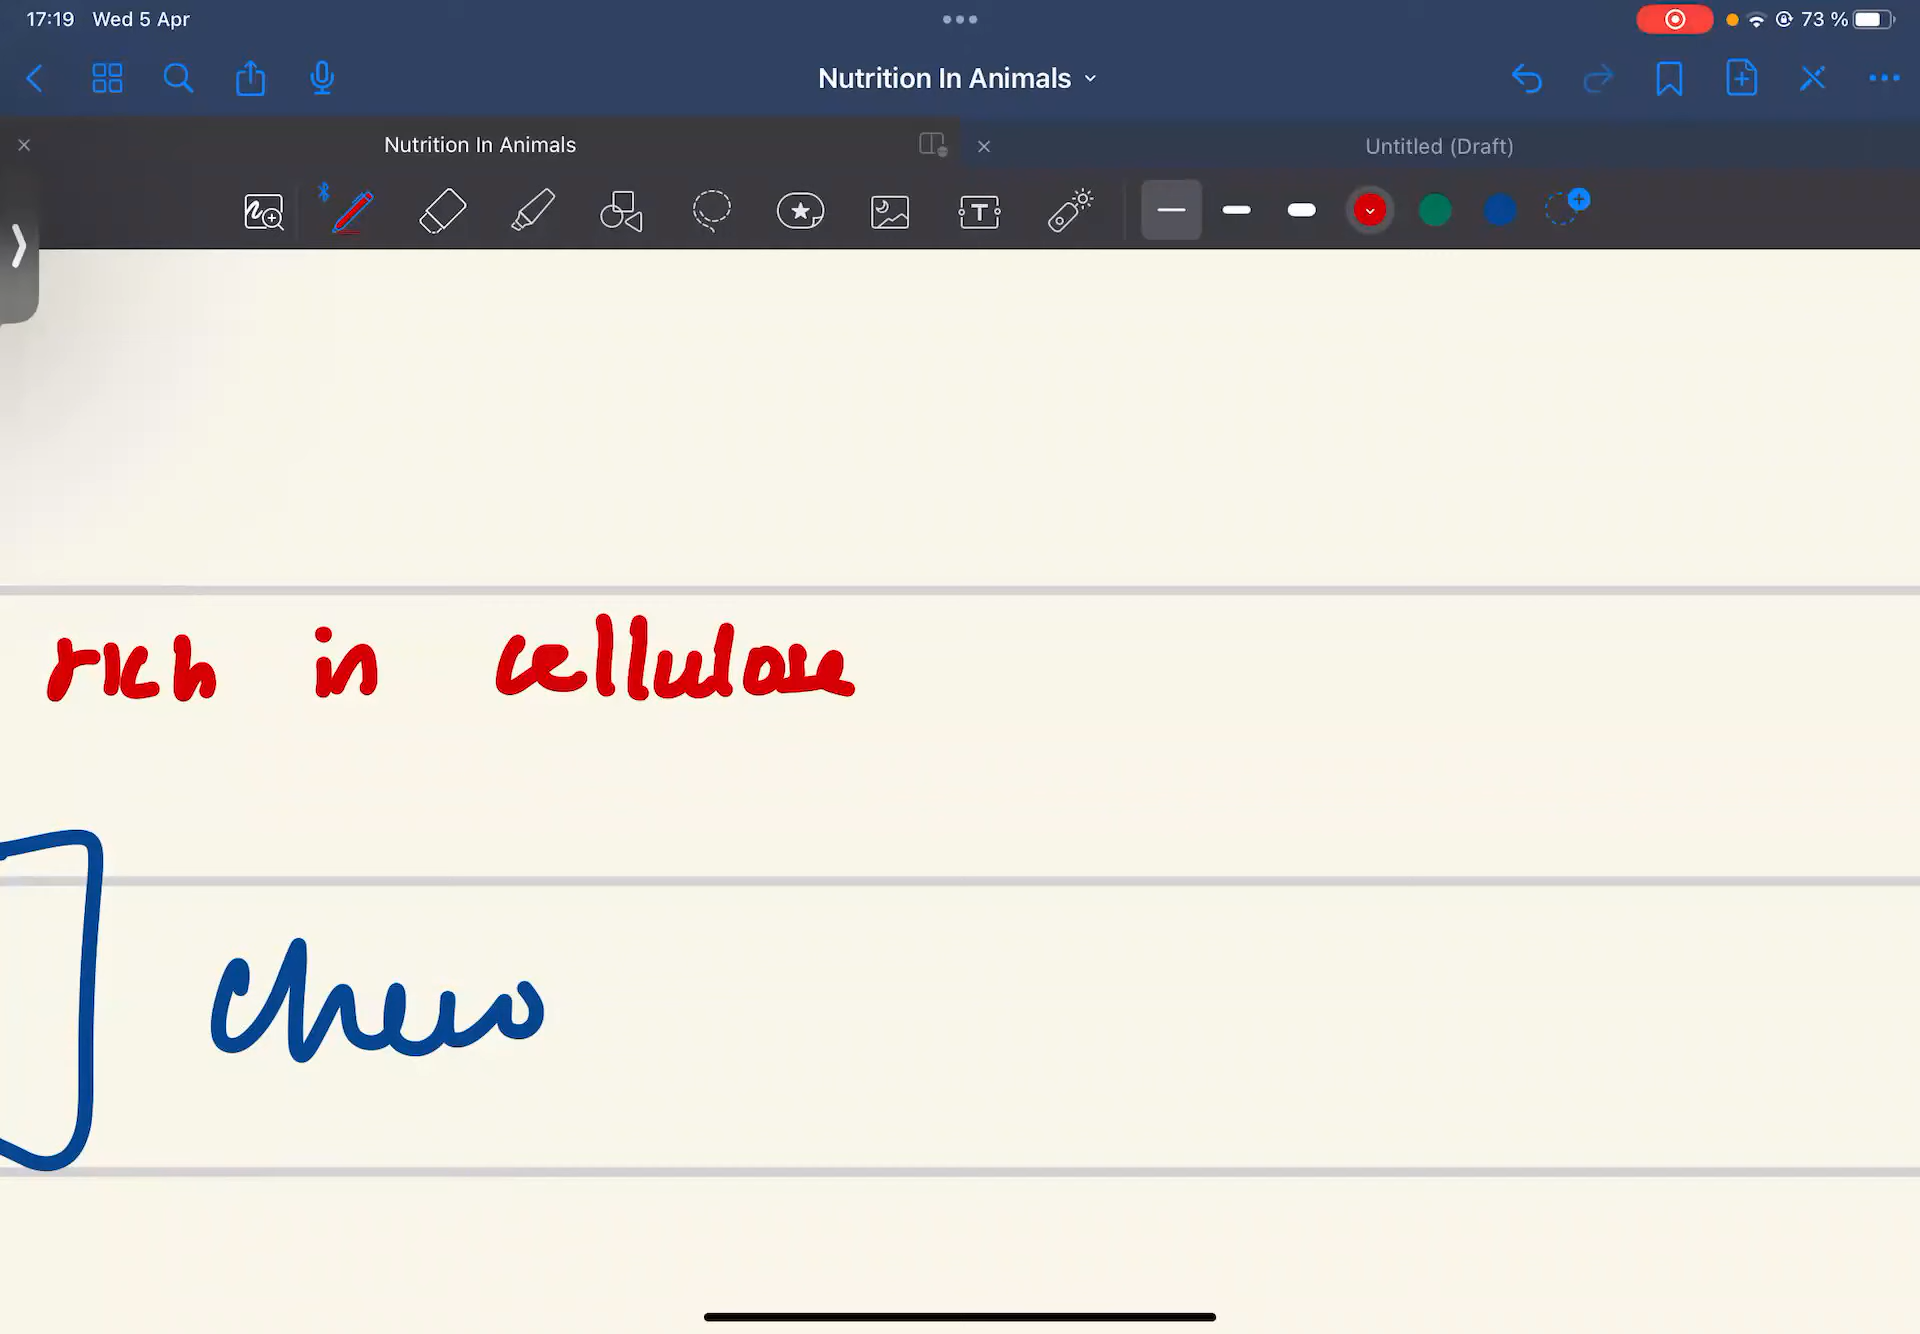 17:19 Wed 5 Apr
73 %
Nutrition In Animals
Nutrition In Animals
Untitled (Draft)
rich in cellulose
chew